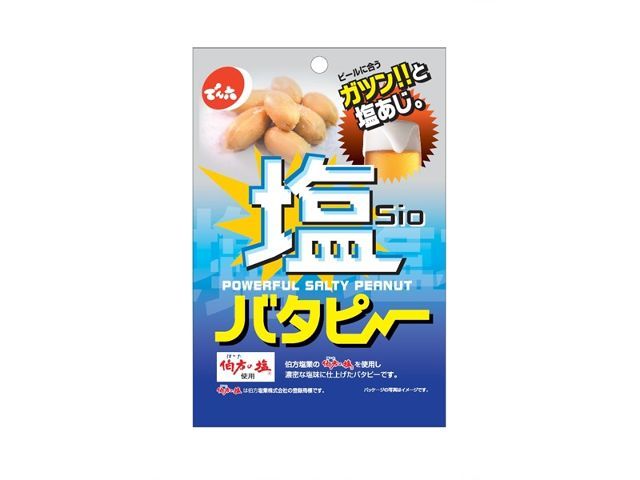 でん六
ビールに合う
ガツン!!と
塩あじ。
塩
Sio
POWERFUL SALTY PEANUT
バタピー
はかた
伯方の塩
使用
伯方塩業の 伯方の塩 を使用し
濃密な塩味に仕上げたバタピーです。
伯方の塩 は伯方塩業株式会社の登録商標です。
パッケージの写真はイメージです。